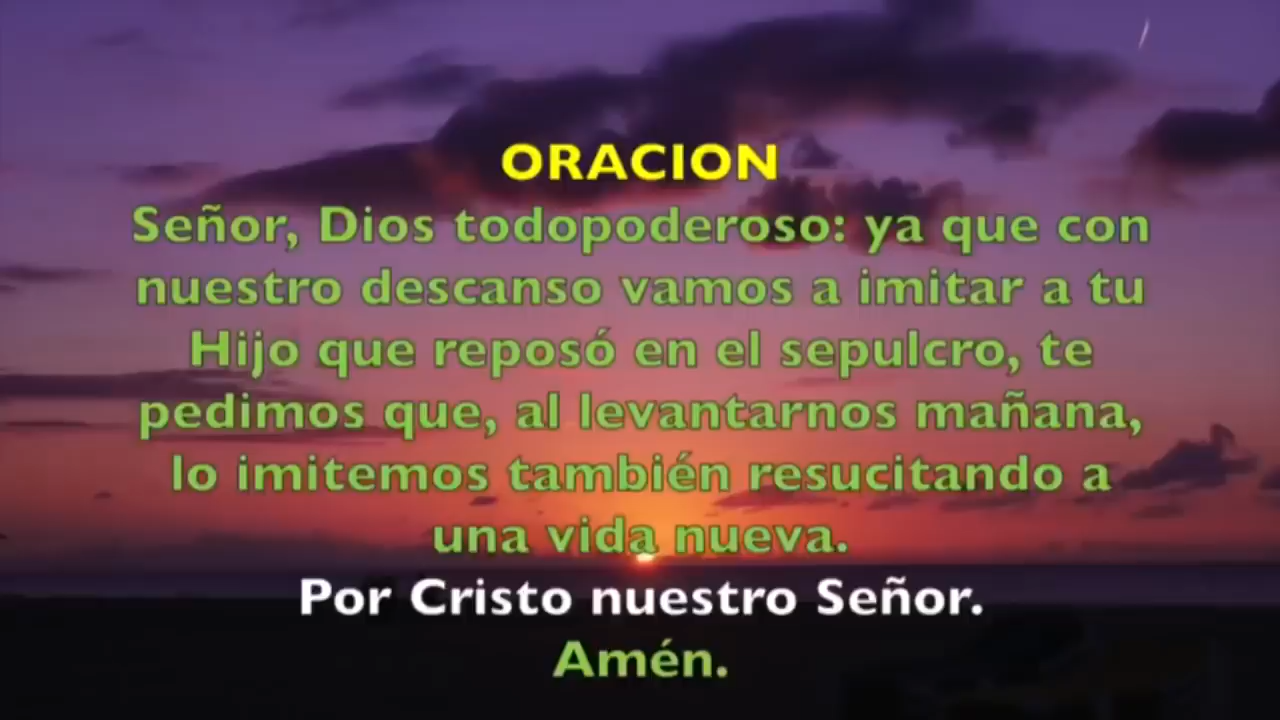 ORACION
Señor, Dios todopoderoso: ya que con
nuestro descanso vamos a imitar a tu
Hijo que reposó en el sepulcro, te
pedimos que, al levantarnos mañana,
lo imitemos también resucitando a
una vida nueva.
Por Cristo nuestro Señor.
Amén.